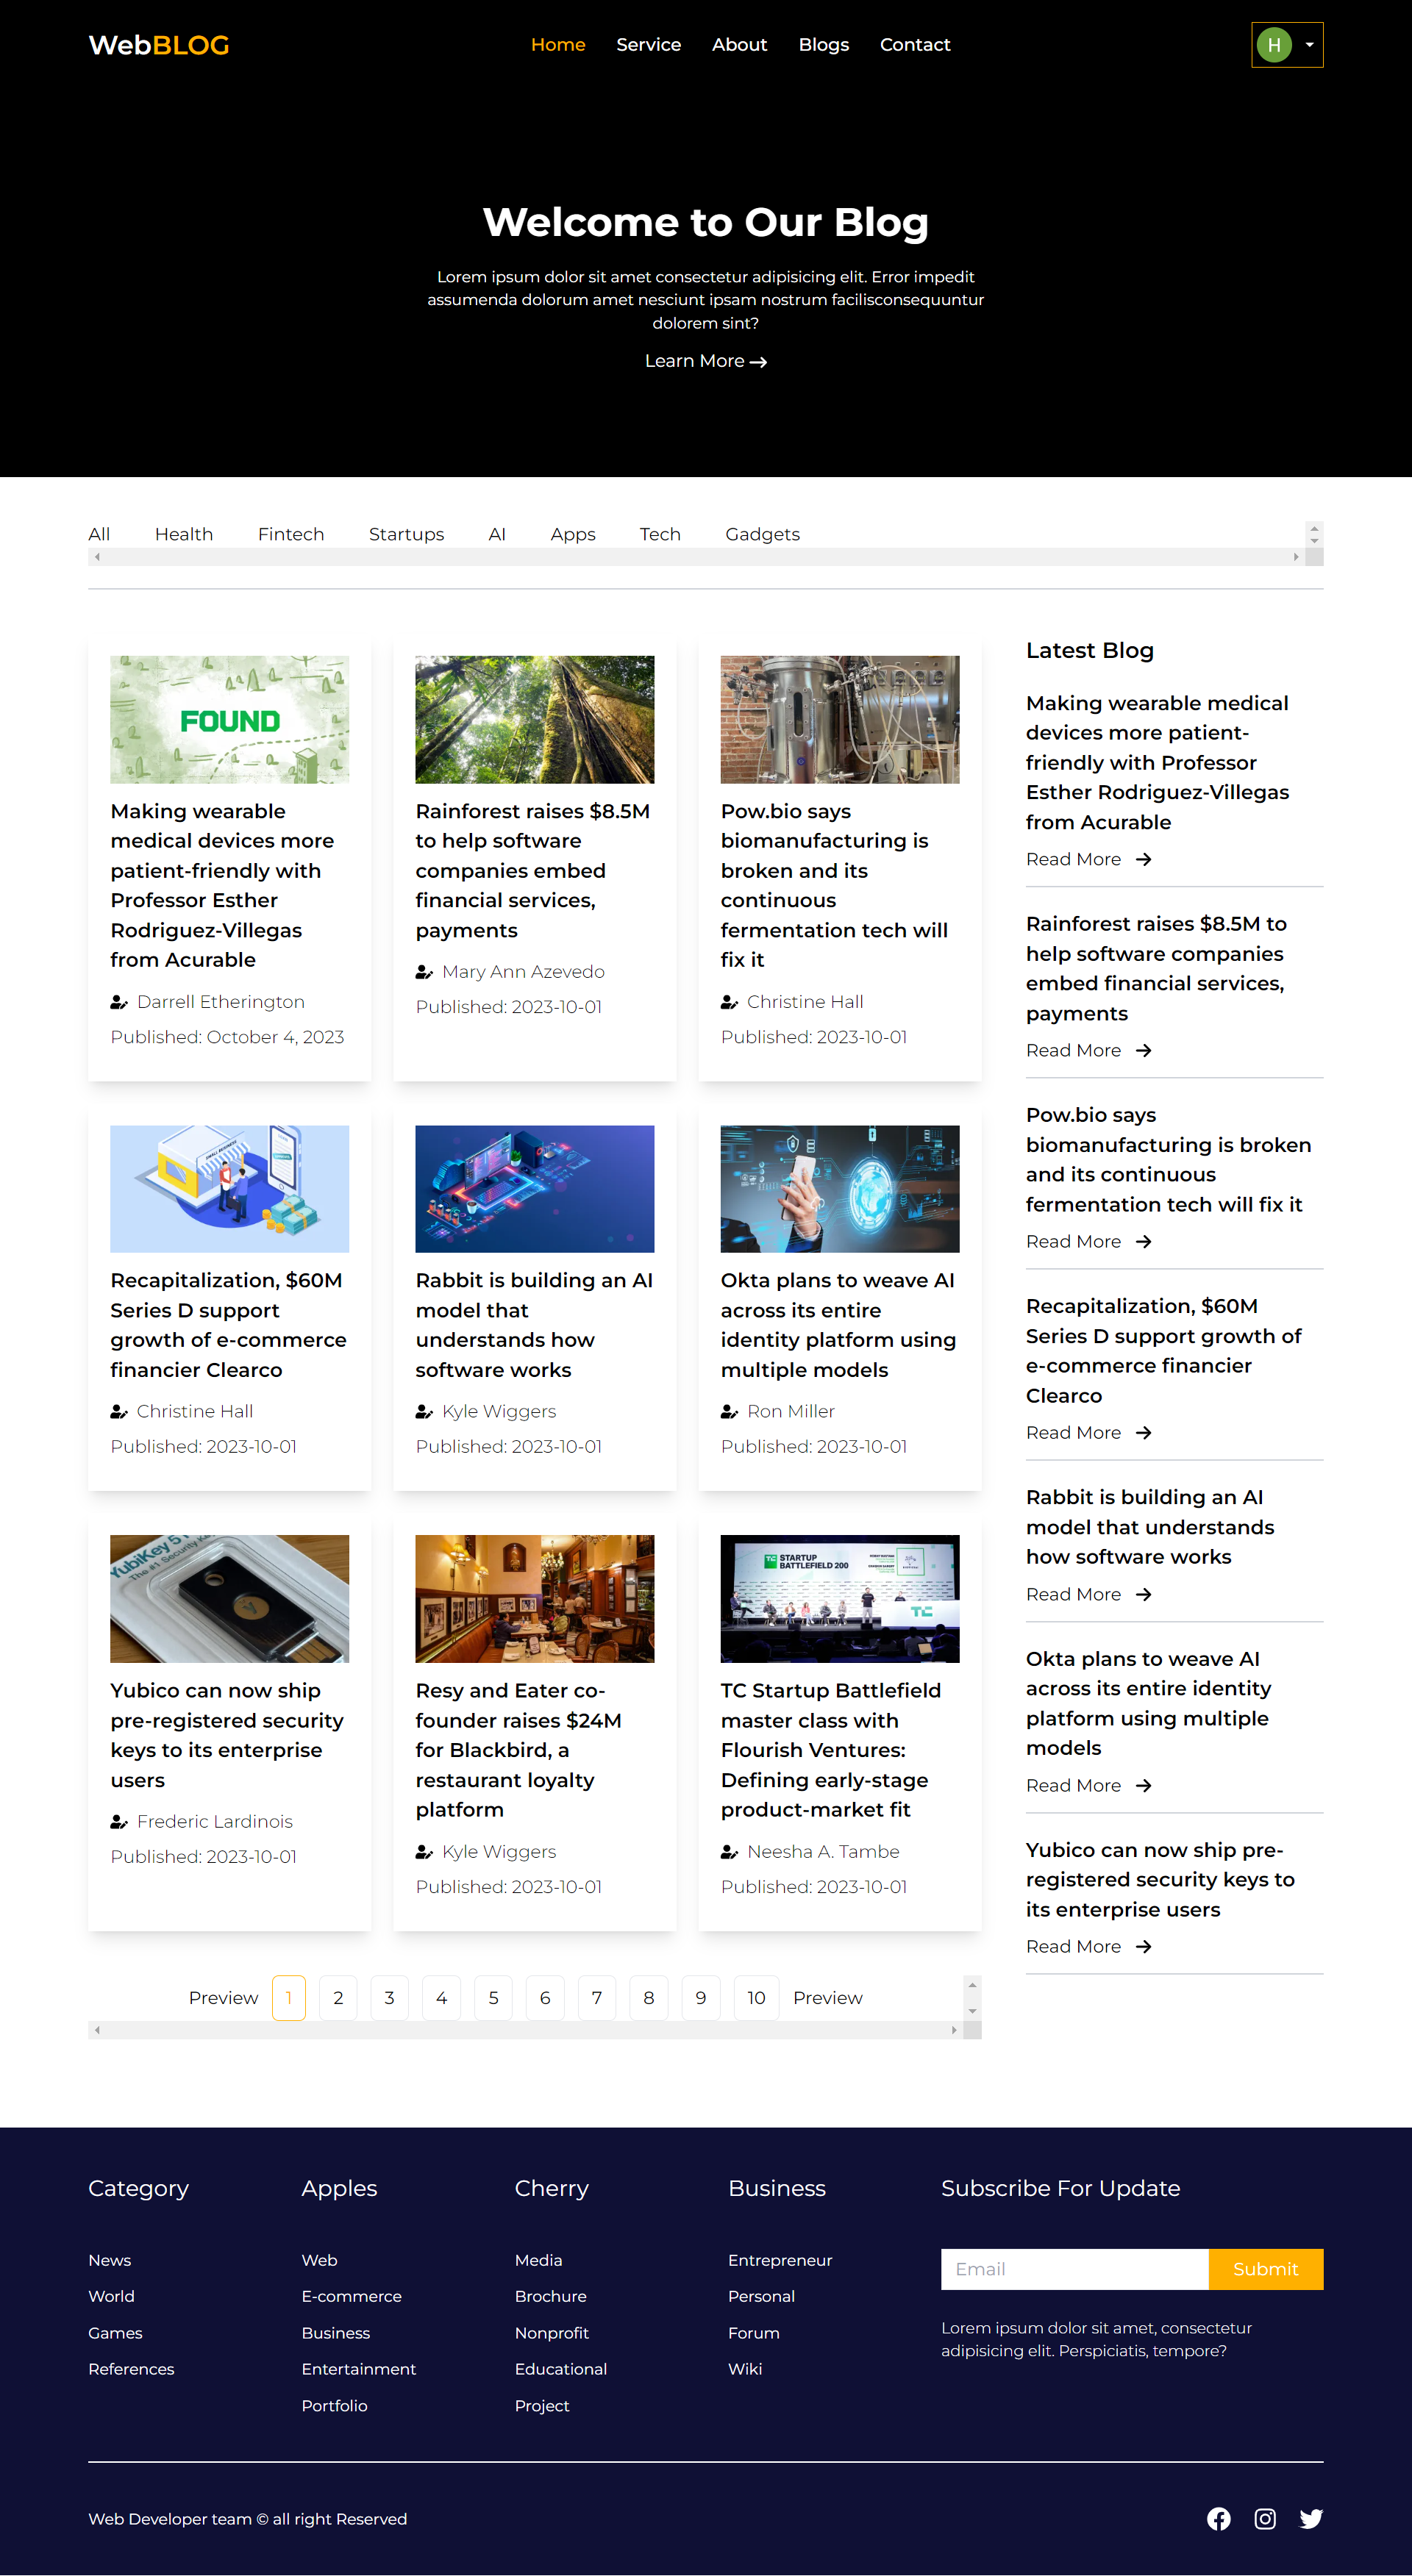 WebBLOG
Home Service About Blogs Contact
H
Welcome to Our Blog
Lorem ipsum dolor sit amet consectetur adipisicing elit. Error impedit
assumenda dolorum amet nesciunt ipsam nostrum facilisconsequuntur
dolorem sint?
Learn More
All Health Fintech Startups AI Apps Tech Gadgets
FOUND
Making wearable
medical devices more
patient-friendly with
Professor Esther
Rodriguez-Villegas
from Acurable
Darrell Etherington
Published: October 4, 2023
Rainforest raises $8.5M
to help software
companies embed
financial services,
payments
Mary Ann Azevedo
Published: 2023-10-01
Pow.bio says
biomanufacturing is
broken and its
continuous
fermentation tech will
fix it
Christine Hall
Published: 2023-10-01
SMALL BUSINESS
Recapitalization, $60M
Series D support
growth of e-commerce
financier Clearco
Christine Hall
Published: 2023-10-01
Rabbit is building an AI
model that
understands how
software works
Kyle Wiggers
Published: 2023-10-01
Okta plans to weave AI
across its entire
identity platform using
multiple models
Ron Miller
Published: 2023-10-01
YubiKey 5
The #1 Security
Yubico can now ship
pre-registered security
keys to its enterprise
users
Frederic Lardinois
Published: 2023-10-01
Resy and Eater co-
founder raises $24M
for Blackbird, a
restaurant loyalty
platform
Kyle Wiggers
Published: 2023-10-01
STARTUP
BATTLEFIELD 200
TC
TC Startup Battlefield
master class with
Flourish Ventures:
Defining early-stage
product-market fit
Neesha A. Tambe
Published: 2023-10-01
Preview 1 2 3 4 5 6 7 8 9 10 Preview
Latest Blog
Making wearable medical
devices more patient-
friendly with Professor
Esther Rodriguez-Villegas
from Acurable
Read More
Rainforest raises $8.5M to
help software companies
embed financial services,
payments
Read More
Pow.bio says
biomanufacturing is broken
and its continuous
fermentation tech will fix it
Read More
Recapitalization, $60M
Series D support growth of
e-commerce financier
Clearco
Read More
Rabbit is building an AI
model that understands
how software works
Read More
Okta plans to weave AI
across its entire identity
platform using multiple
models
Read More
Yubico can now ship pre-
registered security keys to
its enterprise users
Read More
Category
News
World
Games
References
Apples
Web
E-commerce
Business
Entertainment
Portfolio
Cherry
Media
Brochure
Nonprofit
Educational
Project
Business
Entrepreneur
Personal
Forum
Wiki
Subscribe For Update
Email Submit
Lorem ipsum dolor sit amet, consectetur
adipisicing elit. Perspiciatis, tempore?
Web Developer team © all right Reserved